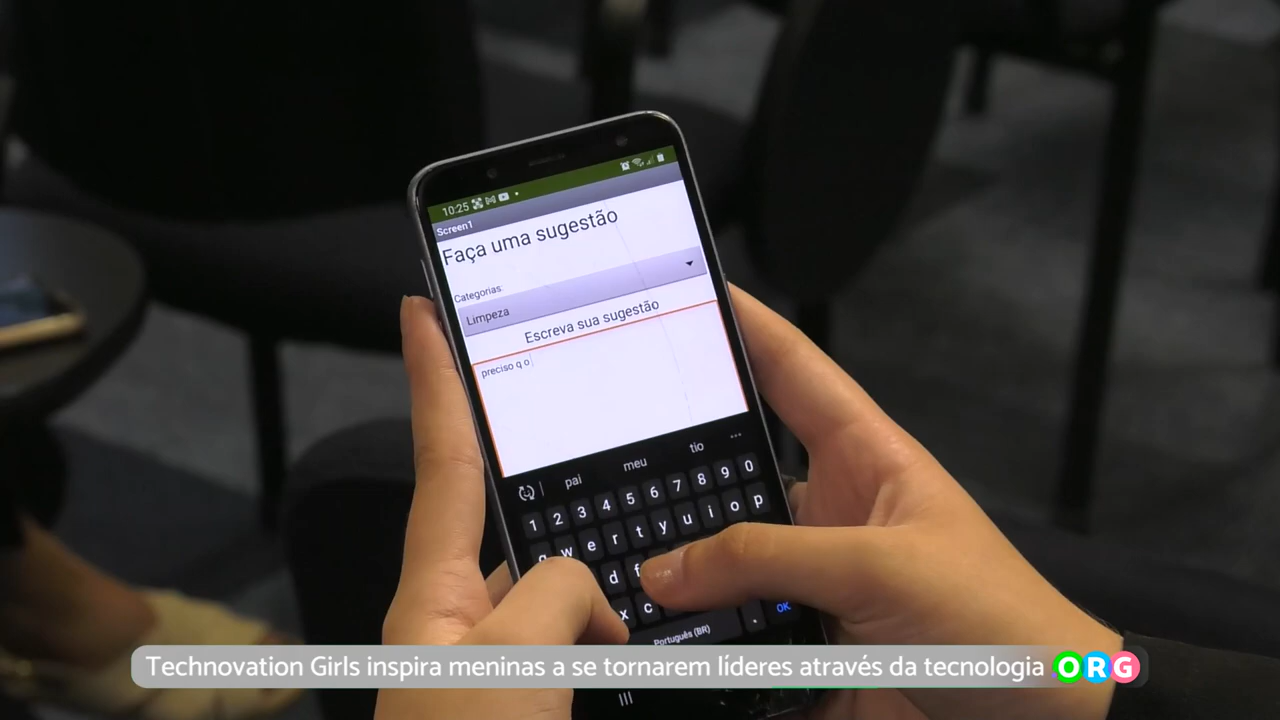 10:25
Screen1
Faça uma sugestão
Categorias:
Limpeza
Escreva sua sugestão
preciso q o
pai meu tio
1 2 3 4 5 6 7 8 9 0
q w e r t y u i o p
d f
x c
Português (BR) . OK
Technovation Girls inspira meninas a se tornarem líderes através da tecnologia ORG